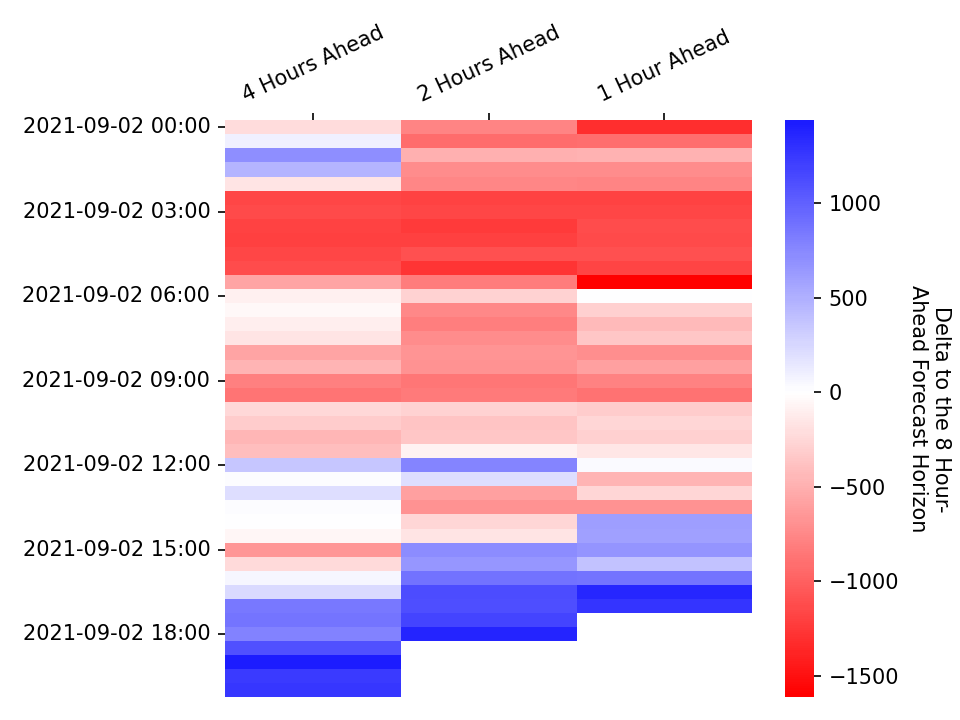 4 Hours Ahead
2 Hours Ahead
1 Hour Ahead
2021-09-02 00:00
2021-09-02 03:00
2021-09-02 06:00
2021-09-02 09:00
2021-09-02 12:00
2021-09-02 15:00
2021-09-02 18:00
1000
500
0
−500
−1000
−1500
Delta to the 8 Hour-
Ahead Forecast Horizon